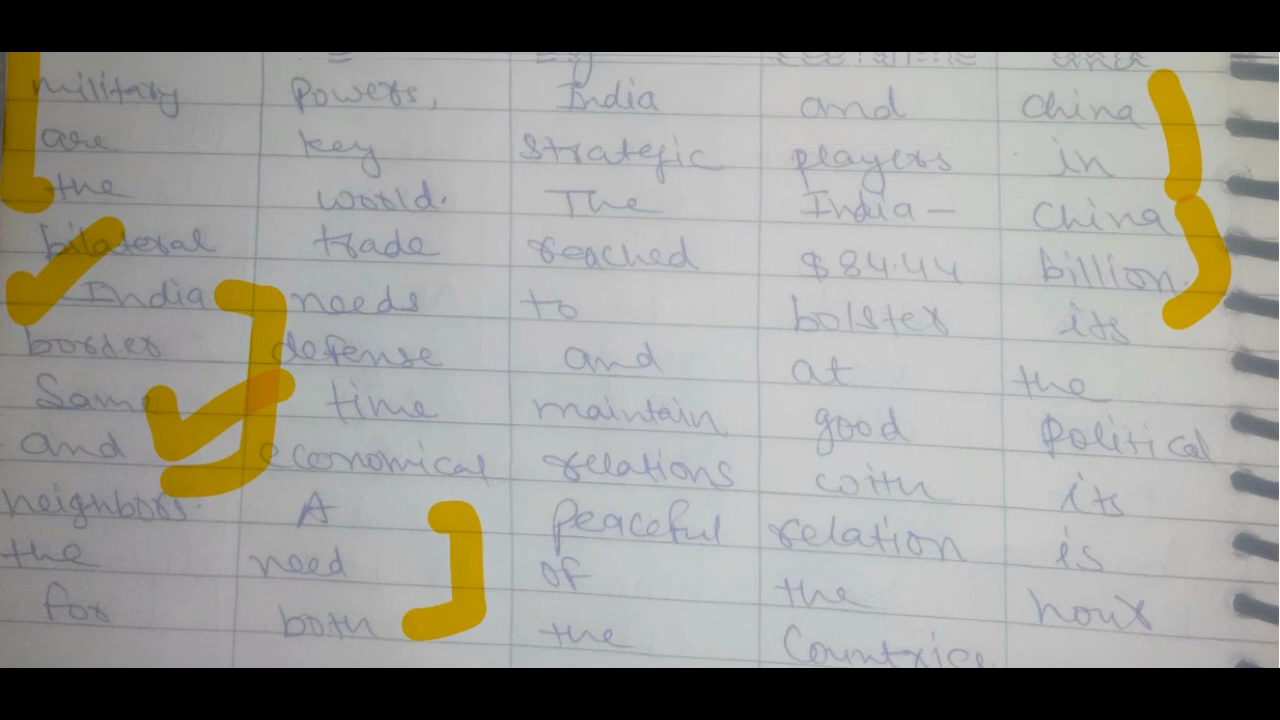 military powers, India and China
are key strategic players in
the world. The India - China
bilateral trade reached $84.44 billion.
India needs to bolster its
border defense and at the
Same time maintain good political
and economical relations with its
neighbors. A peaceful relation is
the need of the hour
for both the Countries